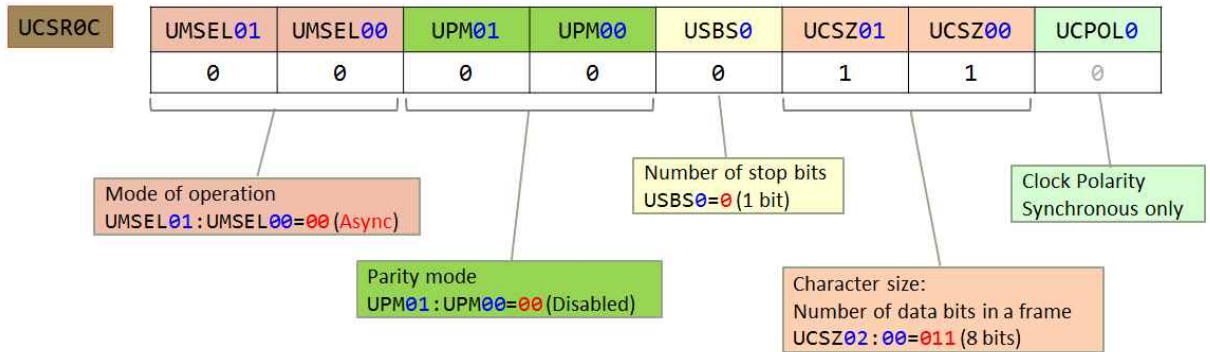 UCSR0C UMSEL01 UMSEL00 UPM01 UPM00 USBS0 UCSZ01 UCSZ00 UCPOL0
0 0 0 0 0 1 1 0
Mode of operation
UMSEL01:UMSEL00=00 (Async)
Parity mode
UPM01:UPM00=00 (Disabled)
Number of stop bits
USBS0=0 (1 bit)
Character size:
Number of data bits in a frame
UCSZ02:00=011 (8 bits)
Clock Polarity
Synchronous only